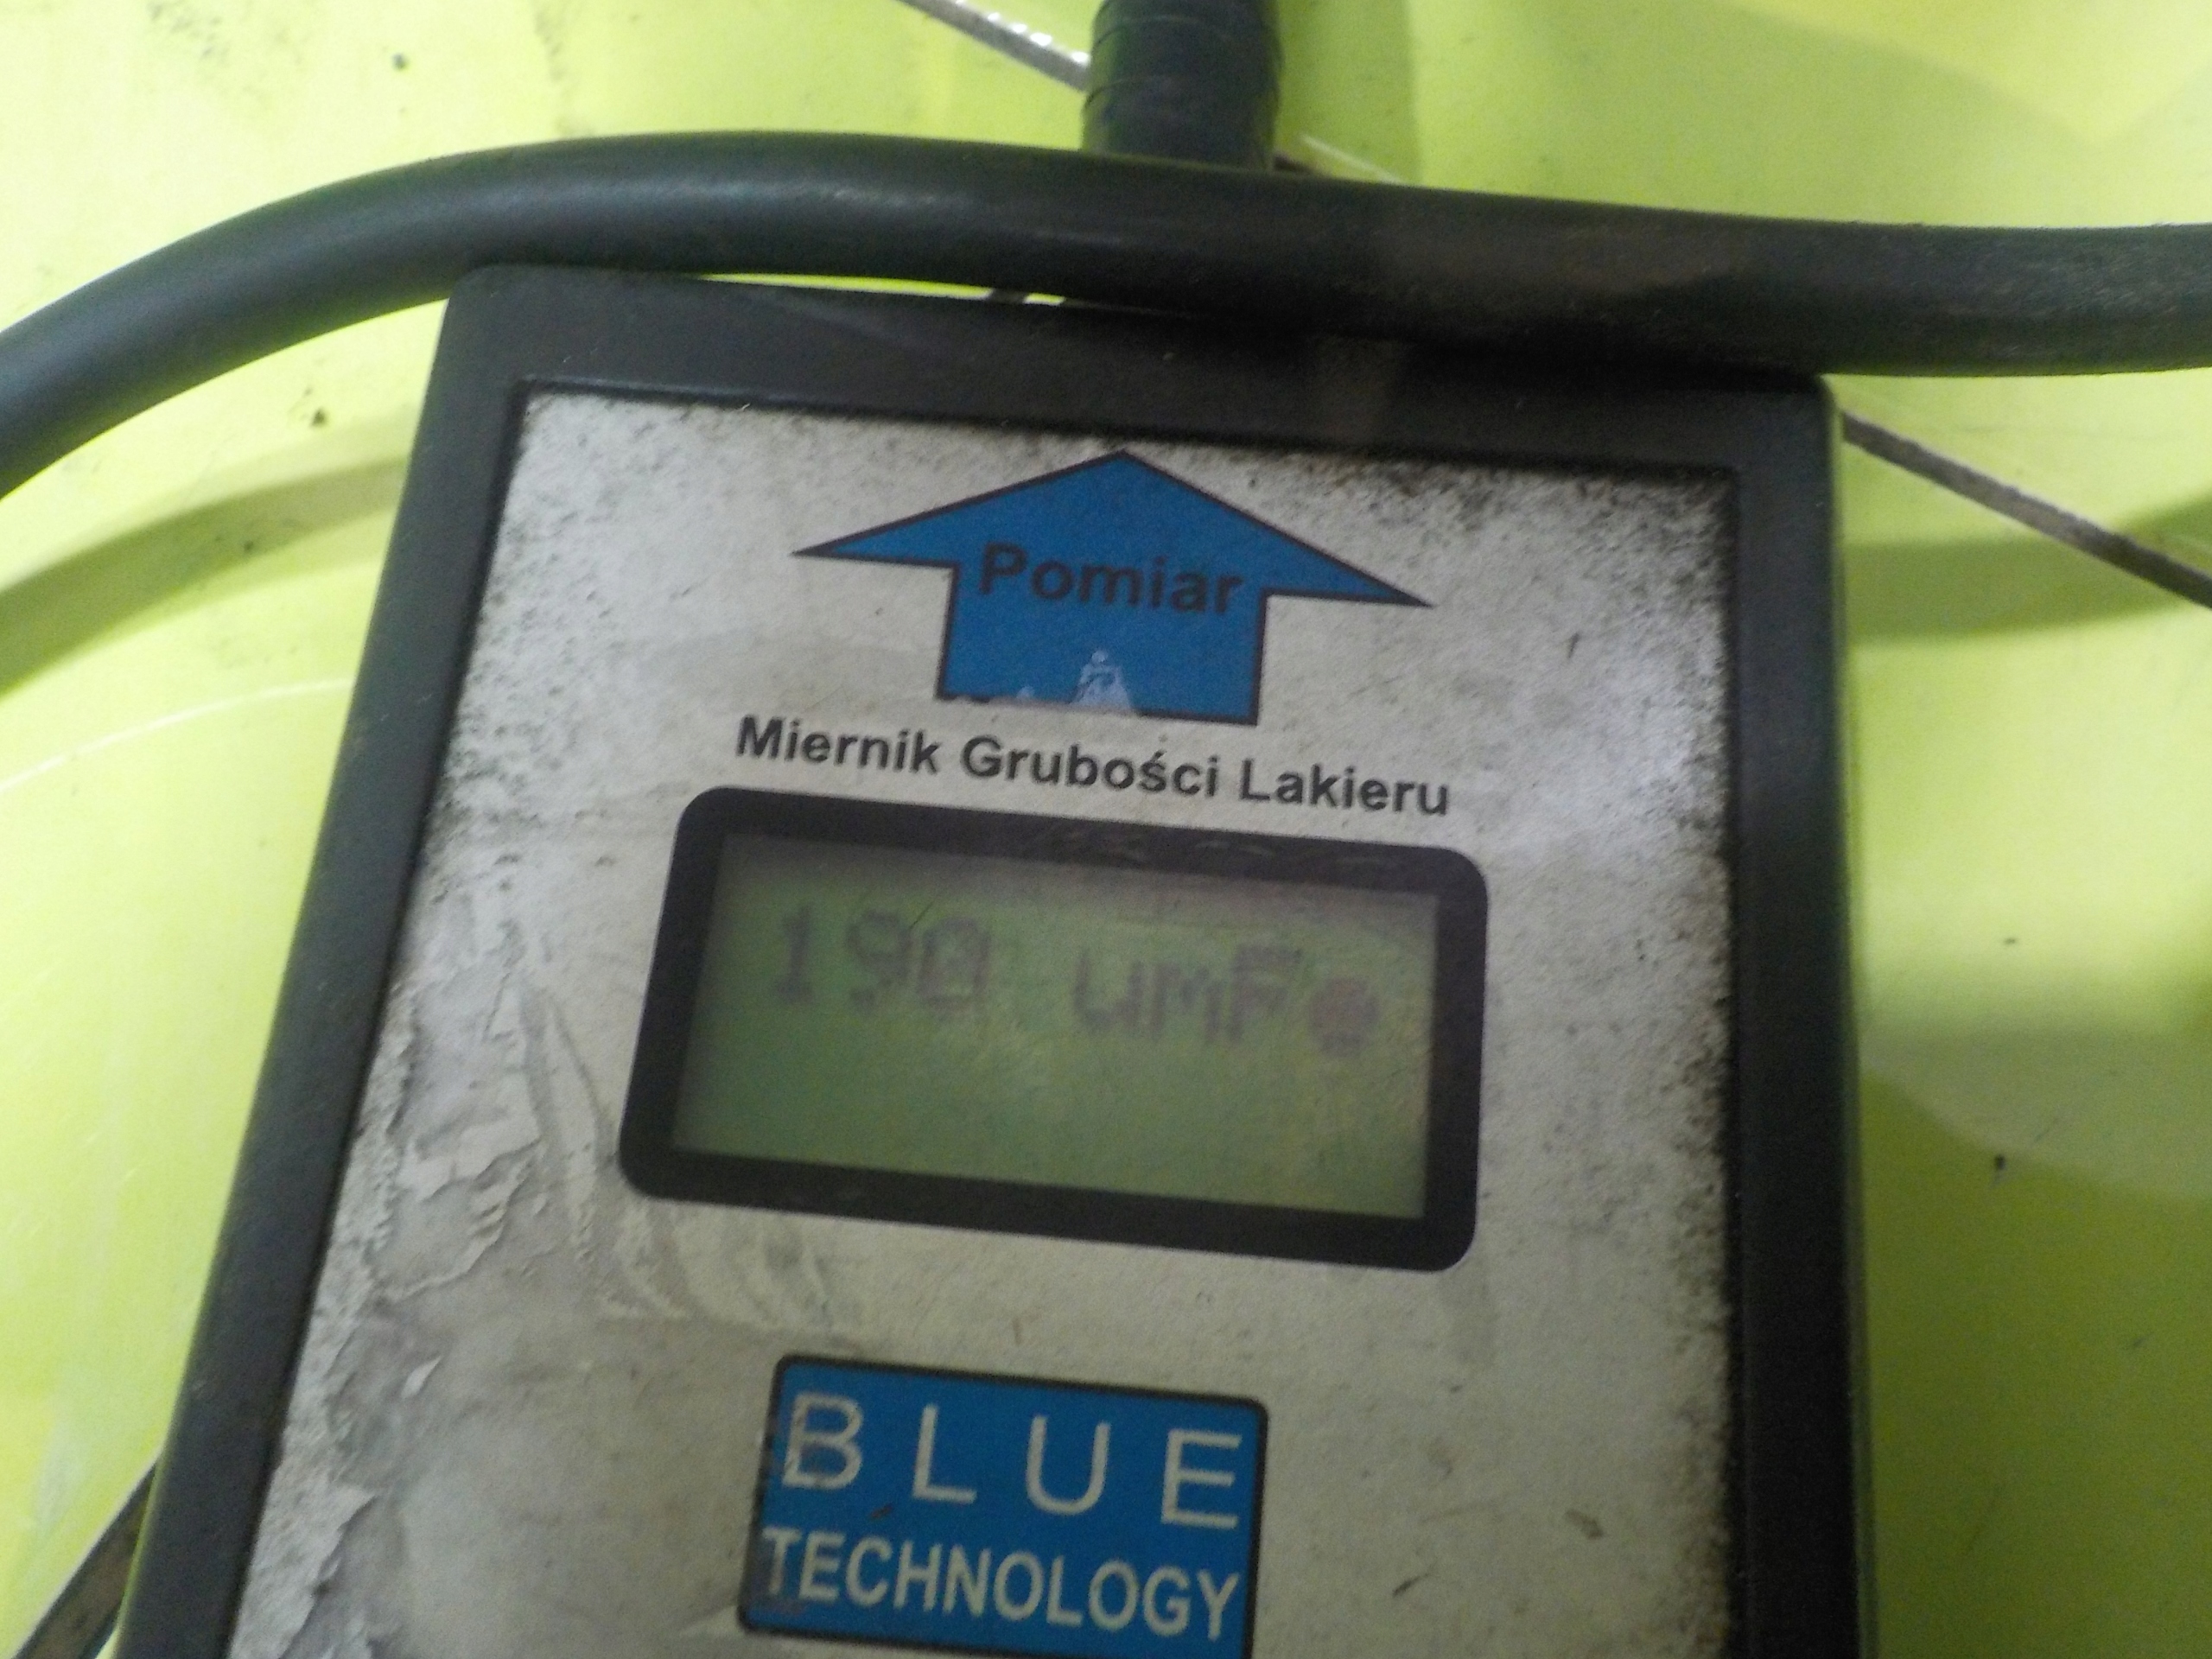 Pomiar
Miernik Grubości Lakieru
190 umFe
BLUE
TECHNOLOGY